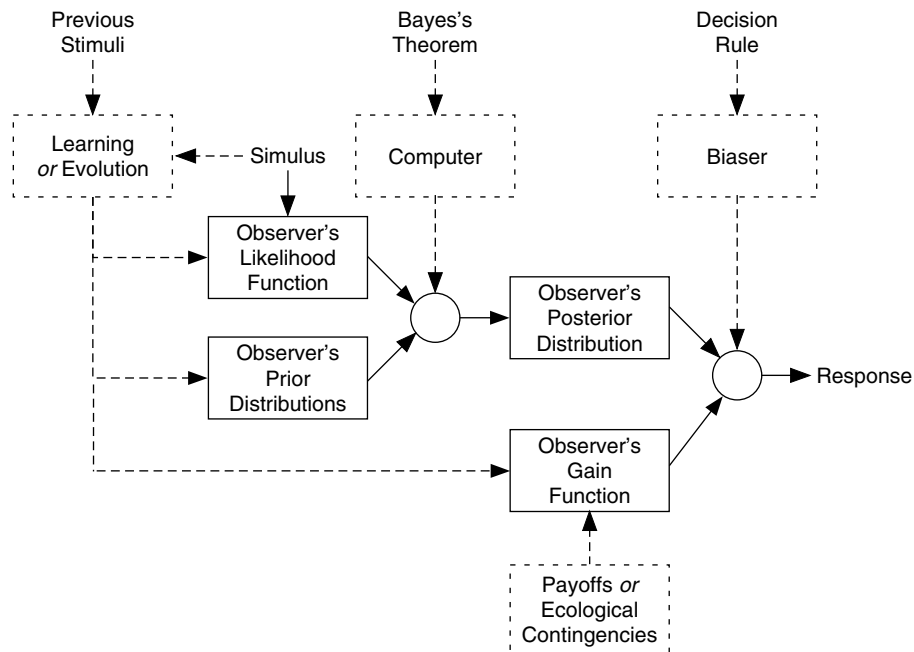 Previous
Stimuli
Bayes's
Theorem
Decision
Rule
Learning
or Evolution
Simulus
Computer
Biaser
Observer's
Likelihood
Function
Observer's
Posterior
Distribution
Observer's
Prior
Distributions
Response
Observer's
Gain
Function
Payoffs or
Ecological
Contingencies